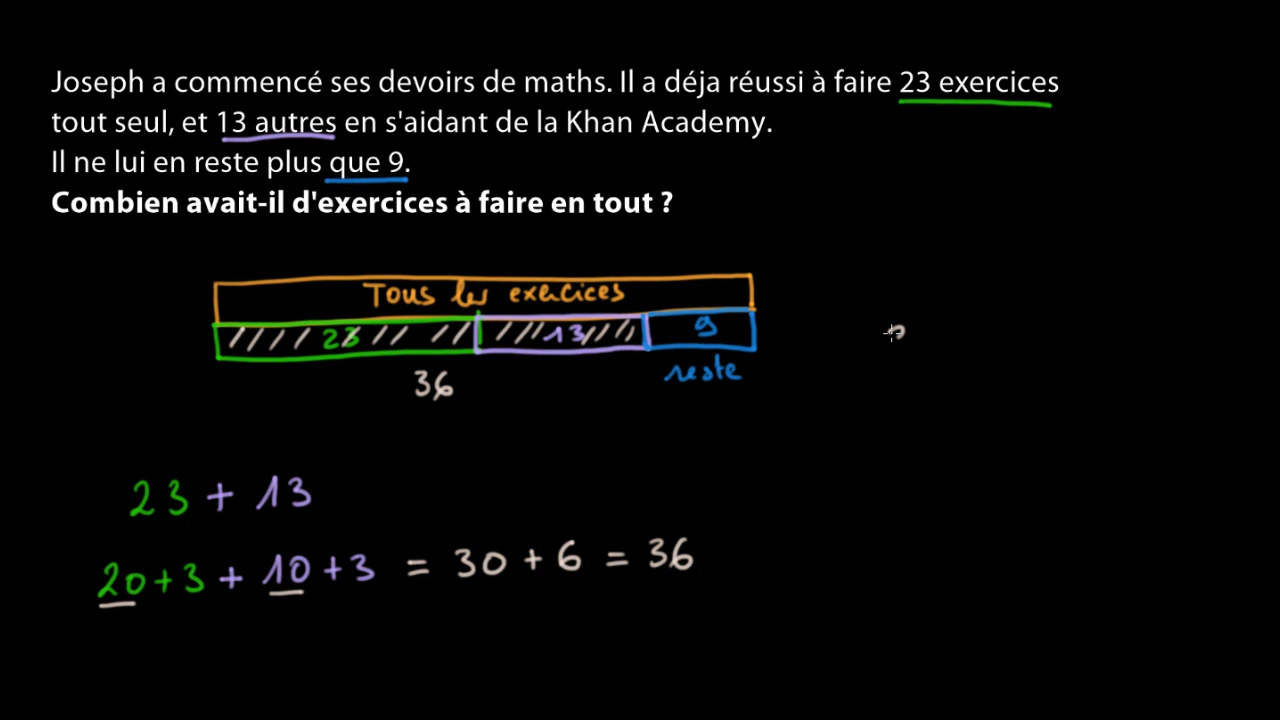 Joseph a commencé ses devoirs de maths. Il a déja réussi à faire 23 exercices
tout seul, et 13 autres en s'aidant de la Khan Academy.
Il ne lui en reste plus que 9.
Combien avait-il d'exercices à faire en tout ?
Tous les exercices
23 13 9
36 reste
23 + 13
20+3 + 10+3 = 30 + 6 = 36